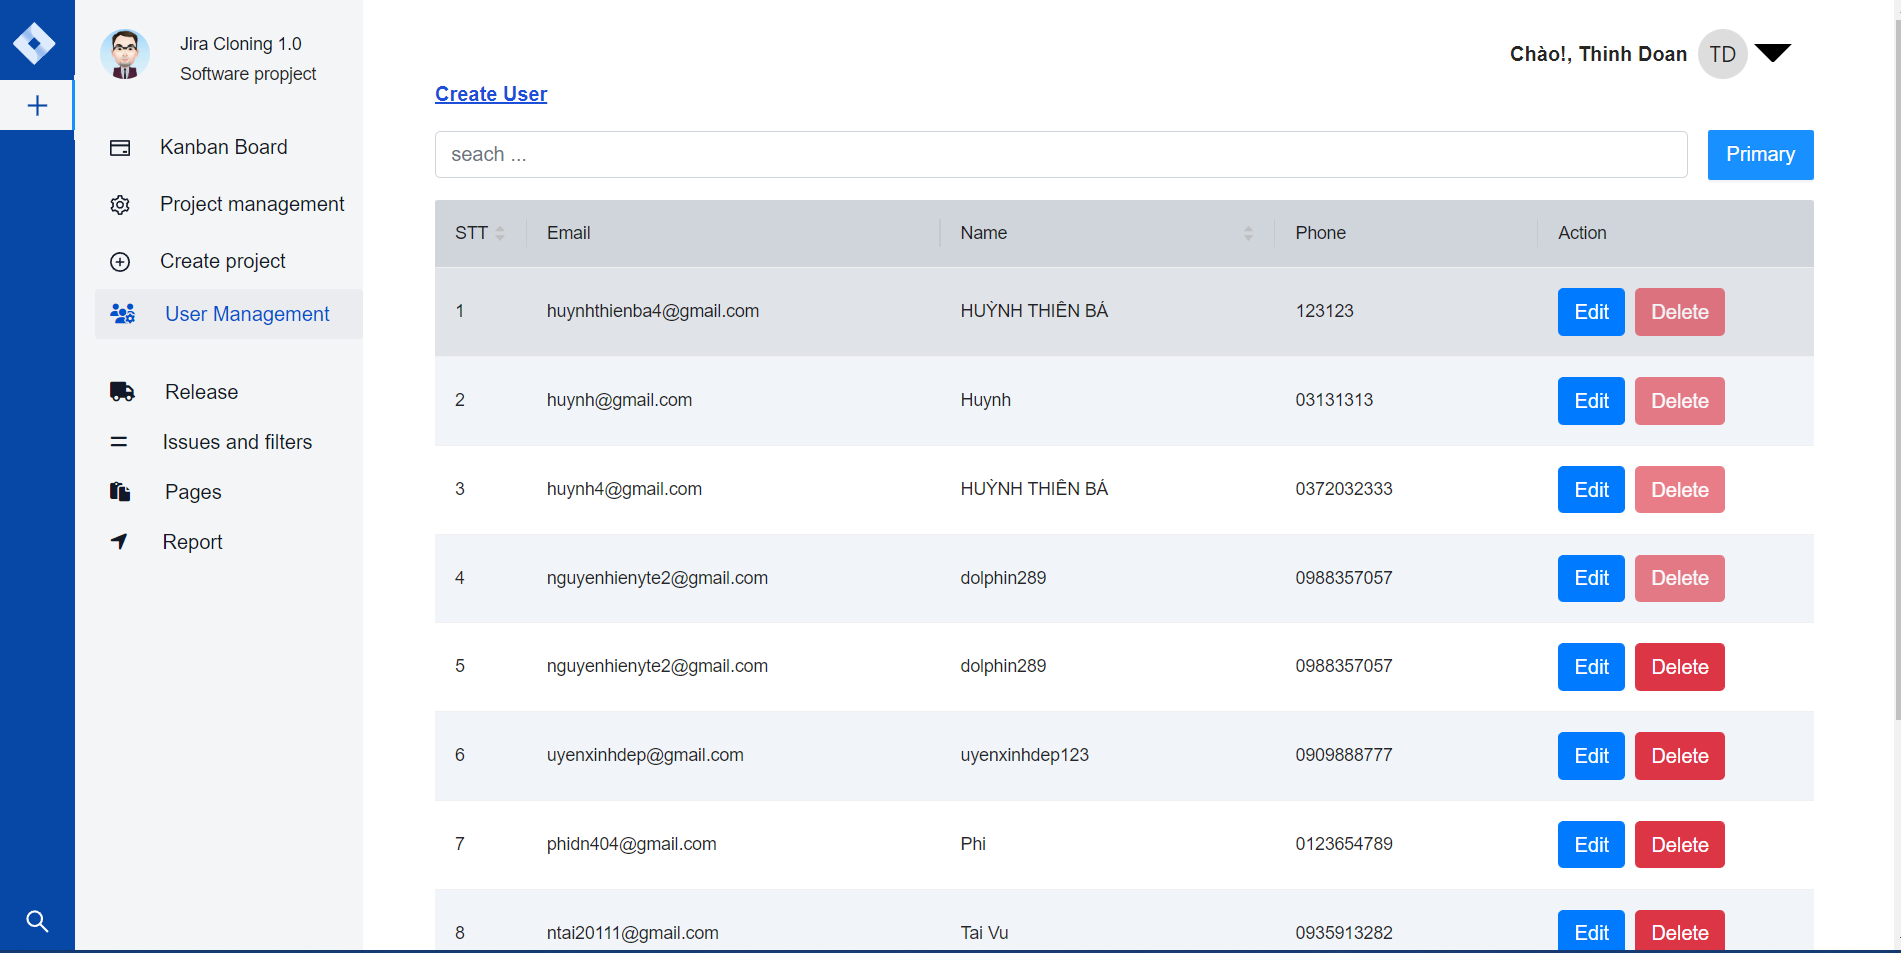 Jira Cloning 1.0
Software propject
Kanban Board
Project management
Create project
User Management
Release
Issues and filters
Pages
Report
Chào!, Thinh Doan TD
Create User
seach ...
Primary
STT Email Name Phone Action
1 huynhthienba4@gmail.com HUỲNH THIÊN BÁ 123123 Edit Delete
2 huynh@gmail.com Huynh 03131313 Edit Delete
3 huynh4@gmail.com HUỲNH THIÊN BÁ 0372032333 Edit Delete
4 nguyenhienyte2@gmail.com dolphin289 0988357057 Edit Delete
5 nguyenhienyte2@gmail.com dolphin289 0988357057 Edit Delete
6 uyenxinhdep@gmail.com uyenxinhdep123 0909888777 Edit Delete
7 phidn404@gmail.com Phi 0123654789 Edit Delete
8 ntai20111@gmail.com Tai Vu 0935913282 Edit Delete